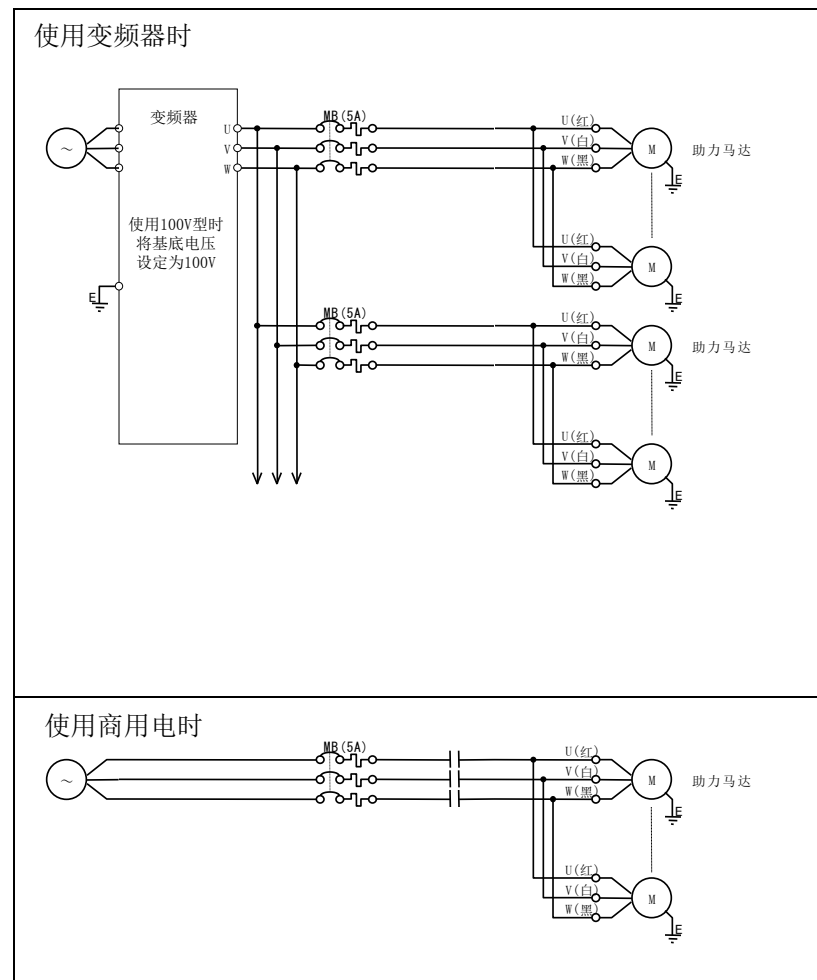 使用变频器时
MB(5A)
变频器
U
V
W
~
U(红)
V(白)
W(黑)
M
助力马达
E
使用100V型时
将基底电压
设定为100V
U(红)
V(白)
W(黑)
M
E
E
MB(5A)
U(红)
V(白)
W(黑)
M
助力马达
E
U(红)
V(白)
W(黑)
M
E
使用商用电时
MB(5A)
~
U(红)
V(白)
W(黑)
M
助力马达
E
U(红)
V(白)
W(黑)
M
E